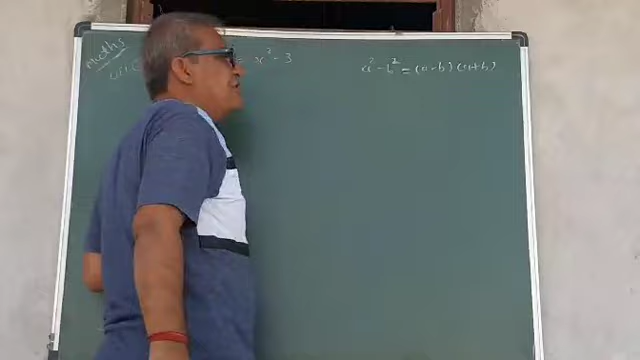 Maths
= x² - 3
a² - b² = (a - b) (a + b)